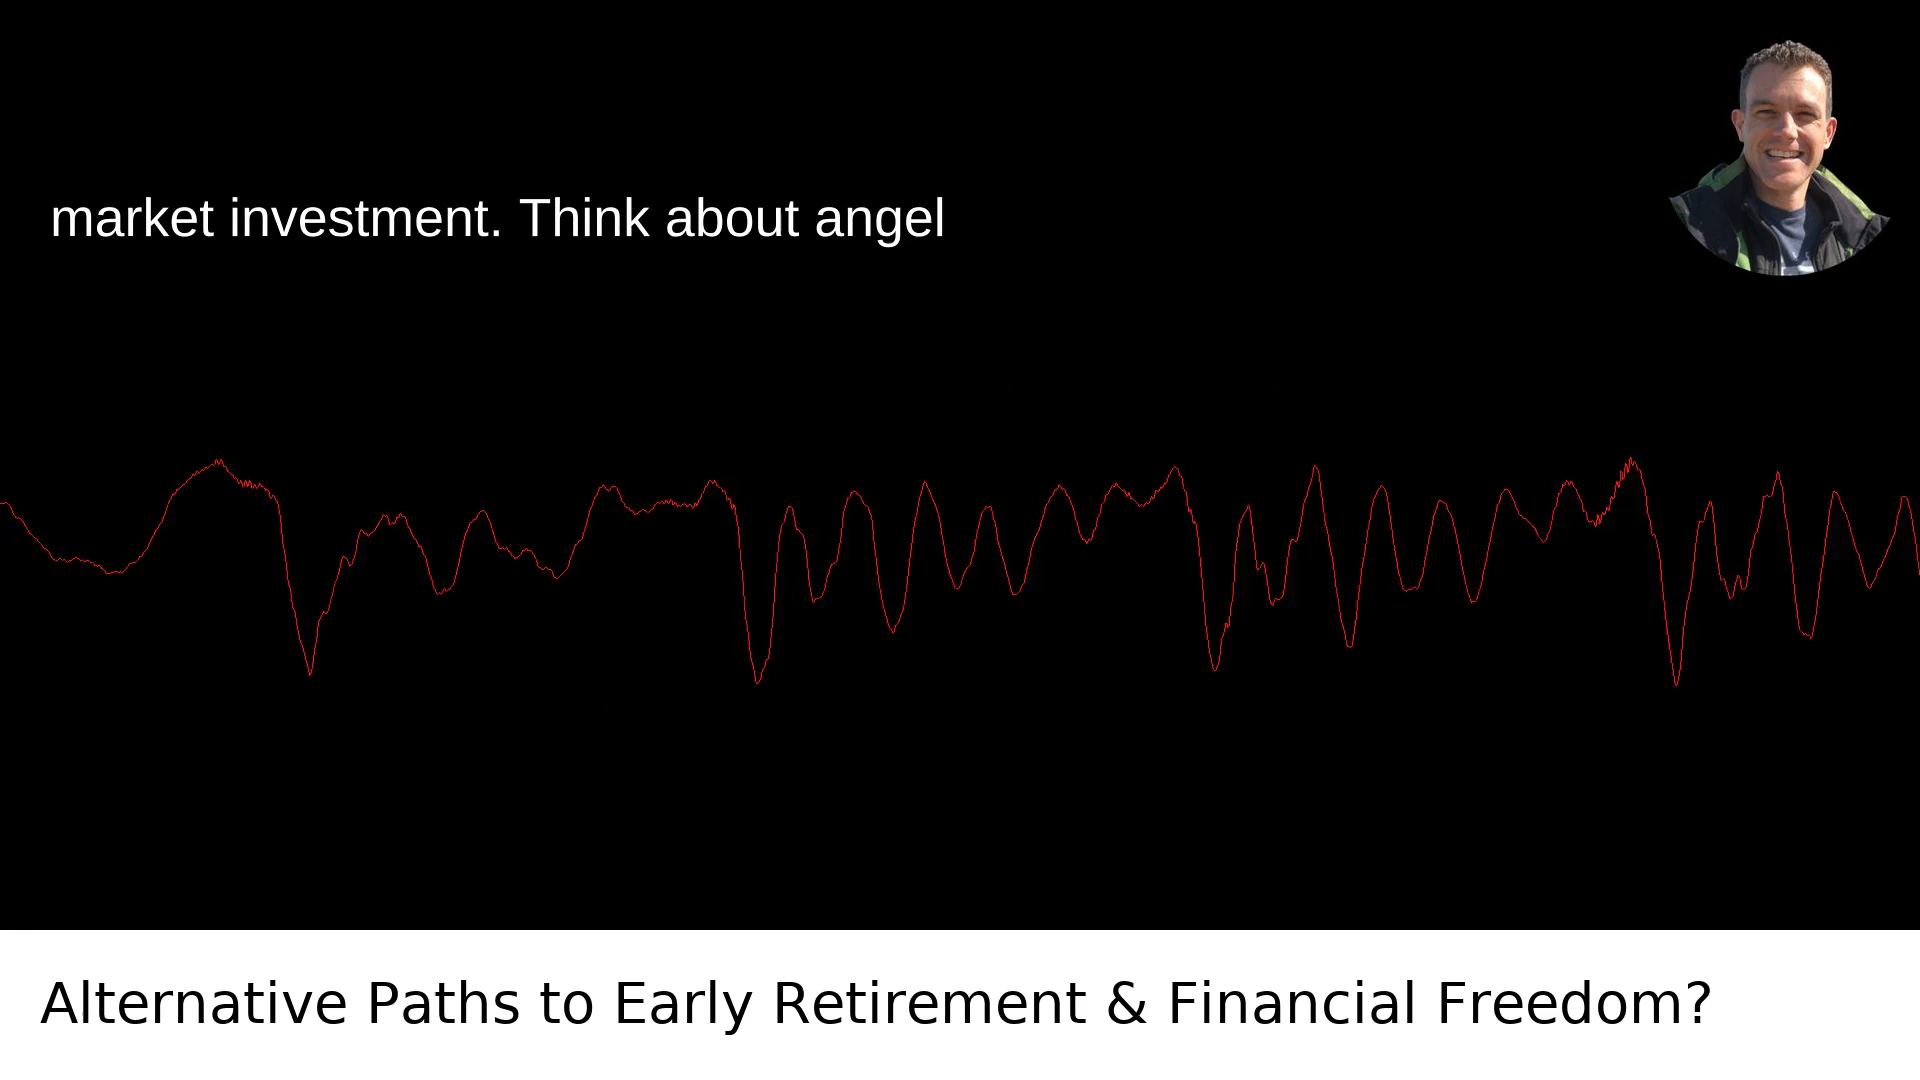 market investment. Think about angel
Alternative Paths to Early Retirement & Financial Freedom?